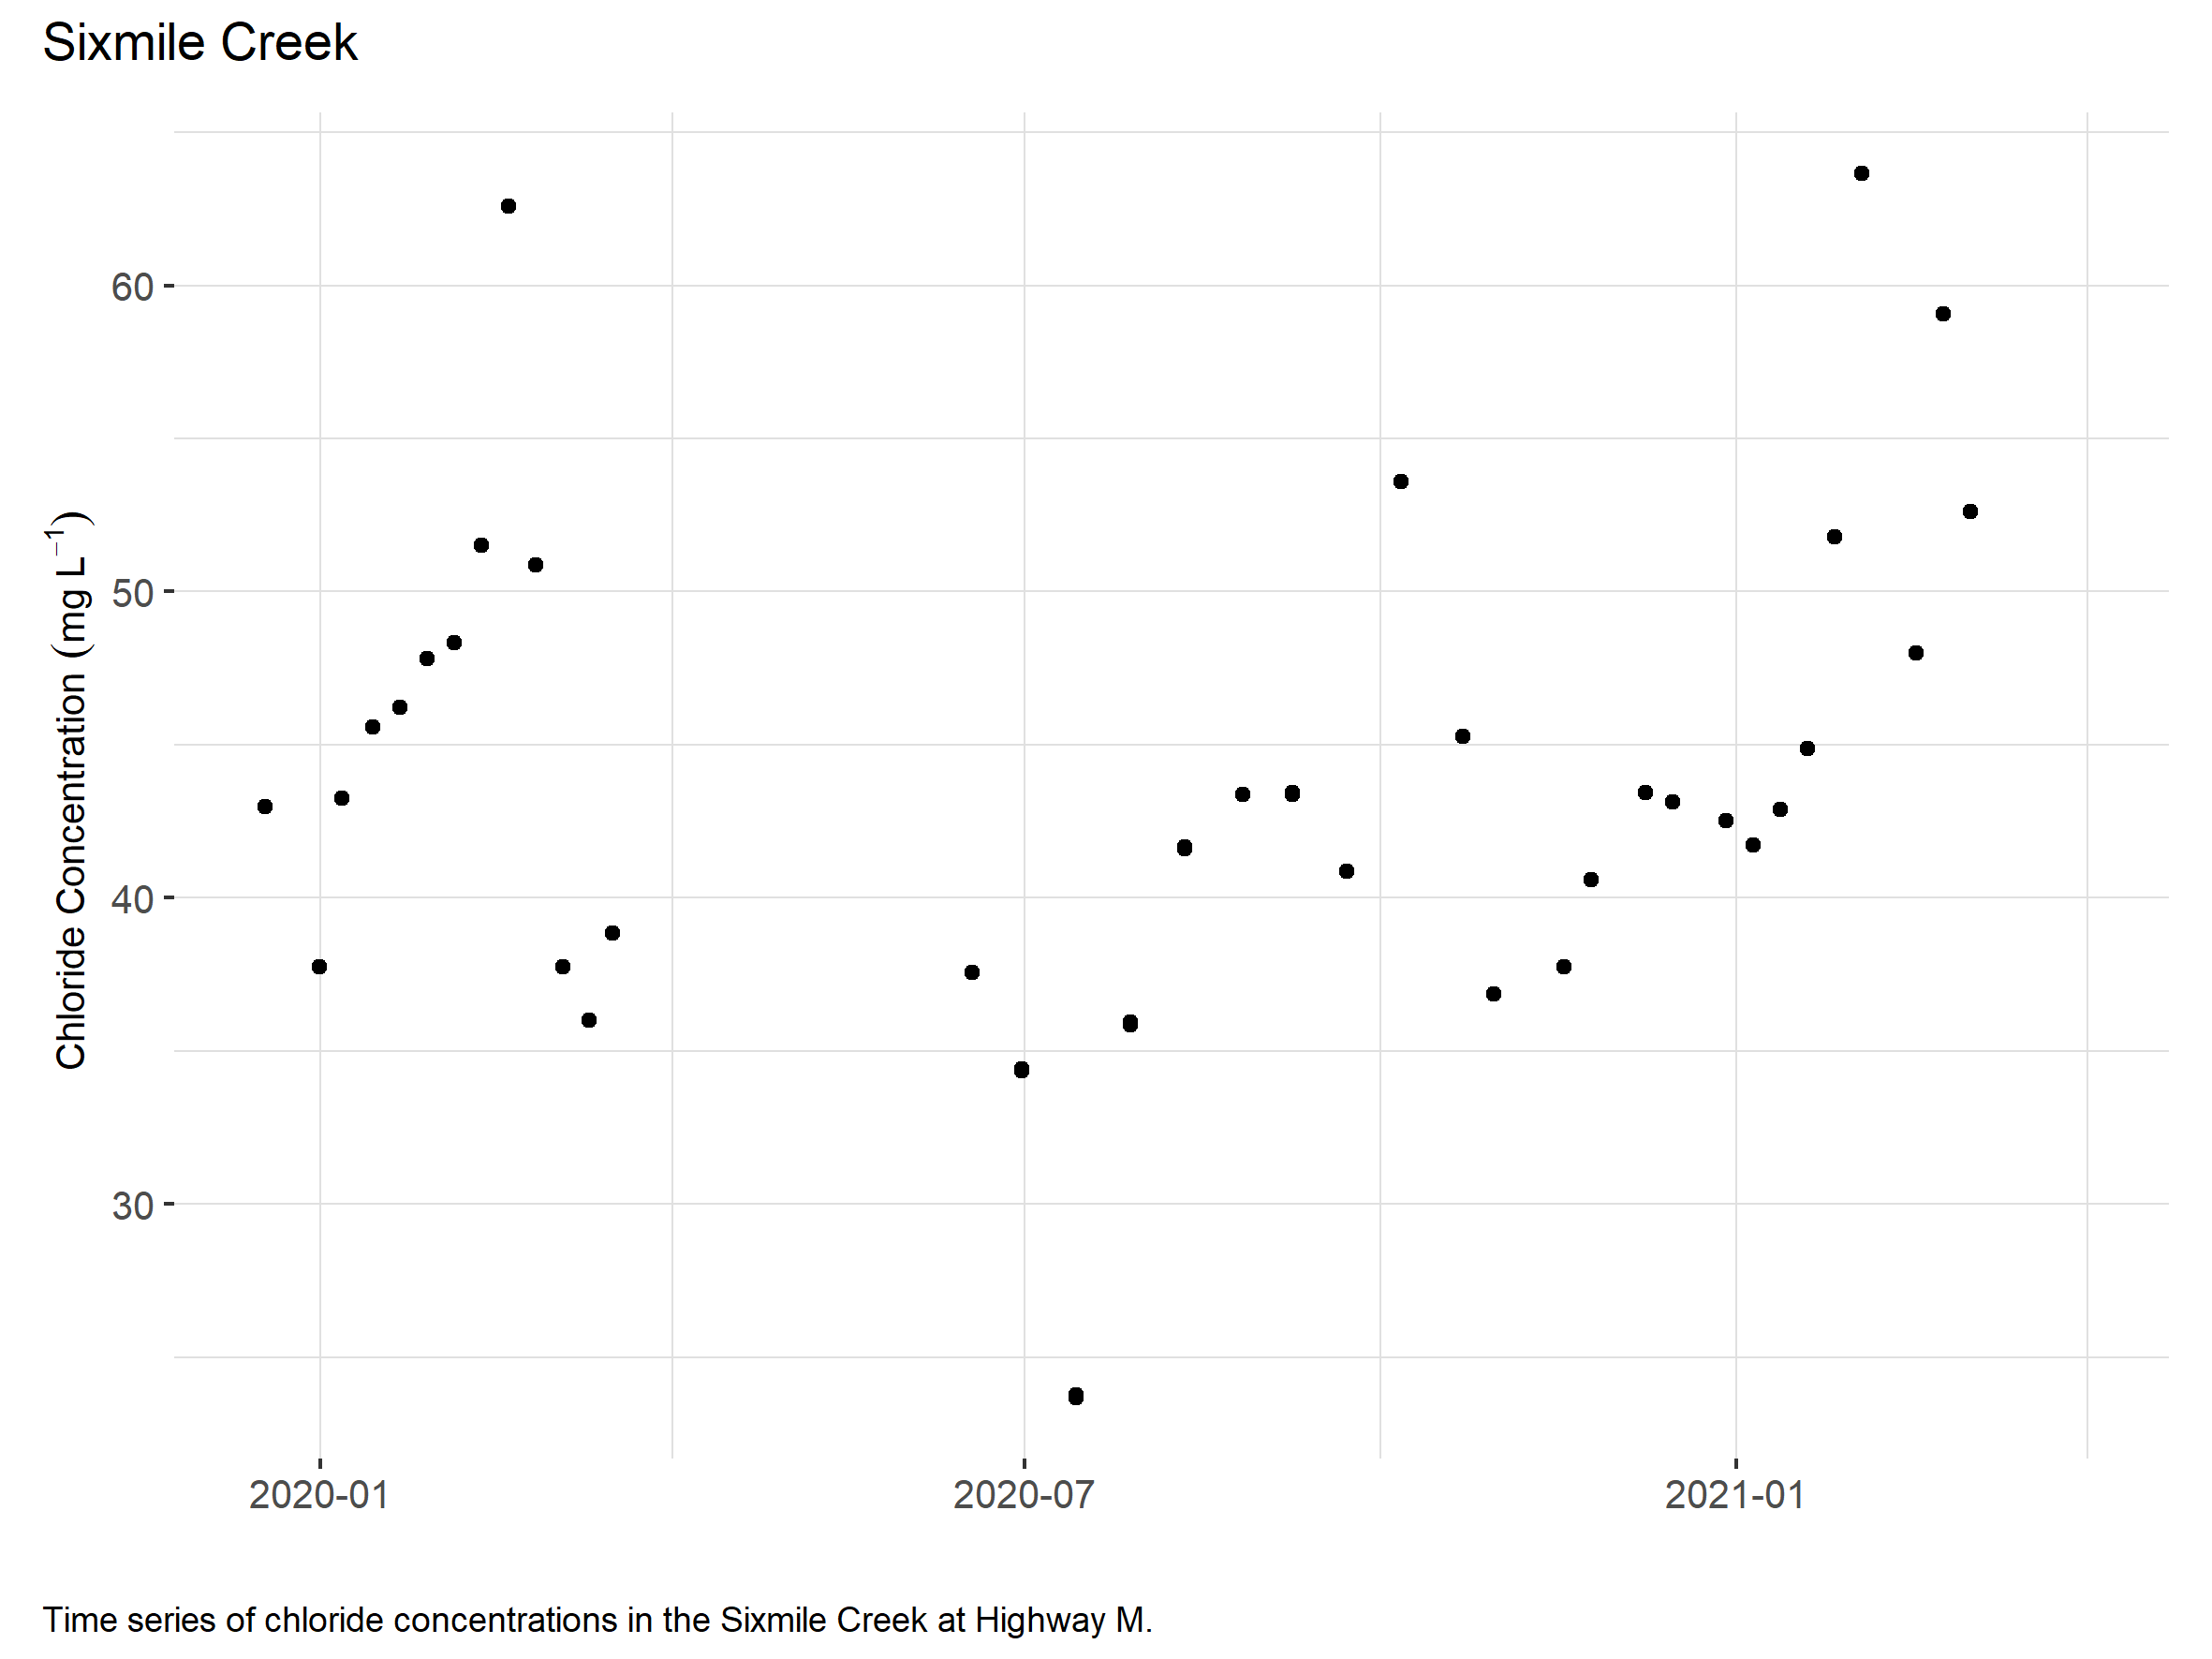 Sixmile Creek
Chloride Concentration (mg L⁻¹)
60
50
40
30
2020-01
2020-07
2021-01
Time series of chloride concentrations in the Sixmile Creek at Highway M.